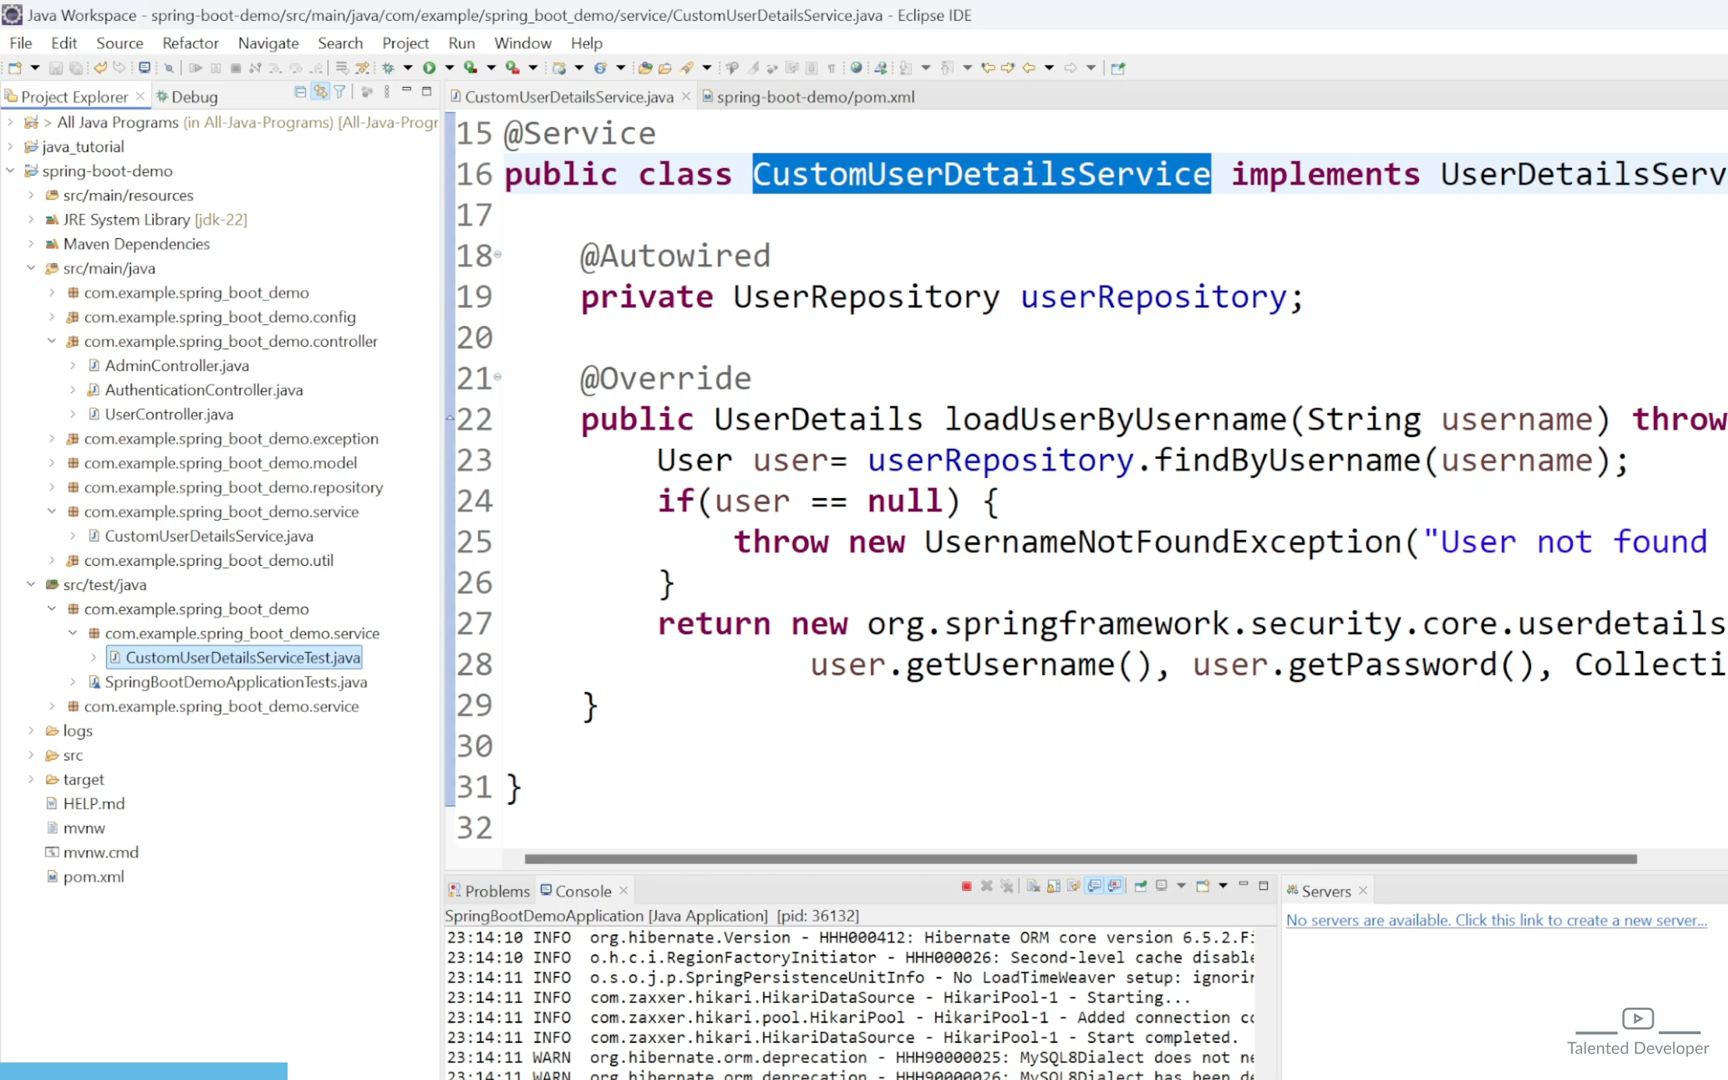 Java Workspace - spring-boot-demo/src/main/java/com/example/spring_boot_demo/service/CustomUserDetailsService.java - Eclipse IDE
File Edit Source Refactor Navigate Search Project Run Window Help
Project Explorer
Debug
CustomUserDetailsService.java
spring-boot-demo/pom.xml
> All Java Programs (in All-Java-Programs) [All-Java-Progr
java_tutorial
spring-boot-demo
src/main/resources
JRE System Library [jdk-22]
Maven Dependencies
src/main/java
com.example.spring_boot_demo
com.example.spring_boot_demo.config
com.example.spring_boot_demo.controller
AdminController.java
AuthenticationController.java
UserController.java
com.example.spring_boot_demo.exception
com.example.spring_boot_demo.model
com.example.spring_boot_demo.repository
com.example.spring_boot_demo.service
CustomUserDetailsService.java
com.example.spring_boot_demo.util
src/test/java
com.example.spring_boot_demo
com.example.spring_boot_demo.service
CustomUserDetailsServiceTest.java
SpringBootDemoApplicationTests.java
com.example.spring_boot_demo.service
logs
src
target
HELP.md
mvnw
mvnw.cmd
pom.xml
15 @Service
16 public class CustomUserDetailsService implements UserDetailsServ
17
18 @Autowired
19 private UserRepository userRepository;
20
21 @Override
22 public UserDetails loadUserByUsername(String username) throw
23 User user= userRepository.findByUsername(username);
24 if(user == null) {
25 throw new UsernameNotFoundException("User not found
26 }
27 return new org.springframework.security.core.userdetails
28 user.getUsername(), user.getPassword(), Collecti
29 }
30
31 }
32
Problems
Console
SpringBootDemoApplication [Java Application] [pid: 36132]
23:14:10 INFO org.hibernate.Version - HHH000412: Hibernate ORM core version 6.5.2.Fi
23:14:10 INFO o.h.c.i.RegionFactoryInitiator - HHH000026: Second-level cache disable
23:14:11 INFO o.s.o.j.p.SpringPersistenceUnitInfo - No LoadTimeWeaver setup: ignorin
23:14:11 INFO com.zaxxer.hikari.HikariDataSource - HikariPool-1 - Starting...
23:14:11 INFO com.zaxxer.hikari.pool.HikariPool - HikariPool-1 - Added connection co
23:14:11 INFO com.zaxxer.hikari.HikariDataSource - HikariPool-1 - Start completed.
23:14:11 WARN org.hibernate.orm.deprecation - HHH90000025: MySQL8Dialect does not ne
23:14:11 WARN org.hibernate.orm.deprecation - HHH90000026: MySQL8Dialect has been de
Servers
No servers are available. Click this link to create a new server...
Talented Developer